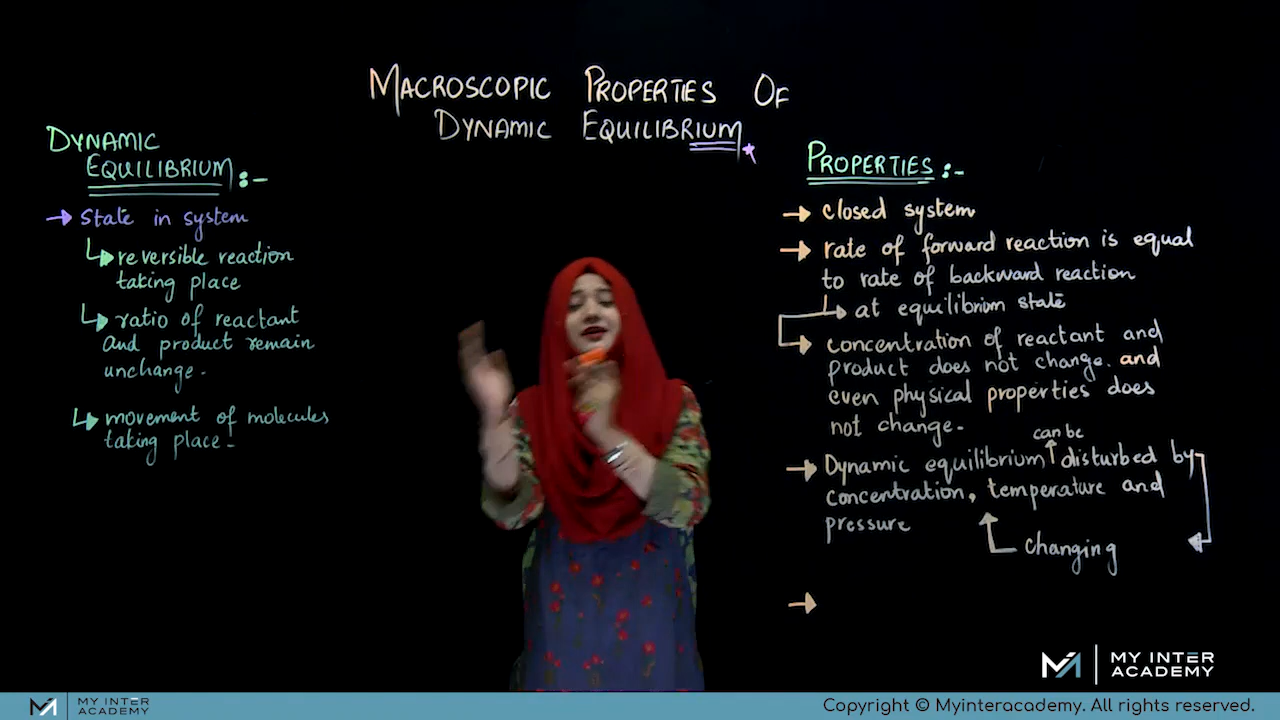 MACROSCOPIC PROPERTIES OF
DYNAMIC EQUILIBRIUM
DYNAMIC
EQUILIBRIUM :-
→ State in system
↳ reversible reaction
taking place
↳ ratio of reactant
and product remain
unchange.
↳ movement of molecules
taking place -
PROPERTIES :-
→ closed system
→ rate of forward reaction is equal
to rate of backward reaction
↳ at equilibrium state
→ concentration of reactant and
product does not change. and
even physical properties does
not change.
can be
→ Dynamic equilibrium ↑ disturbed by
concentration, temperature and
pressure
changing
→
MY INTER
ACADEMY
MY INTER
ACADEMY
Copyright © Myinteracademy. All rights reserved.